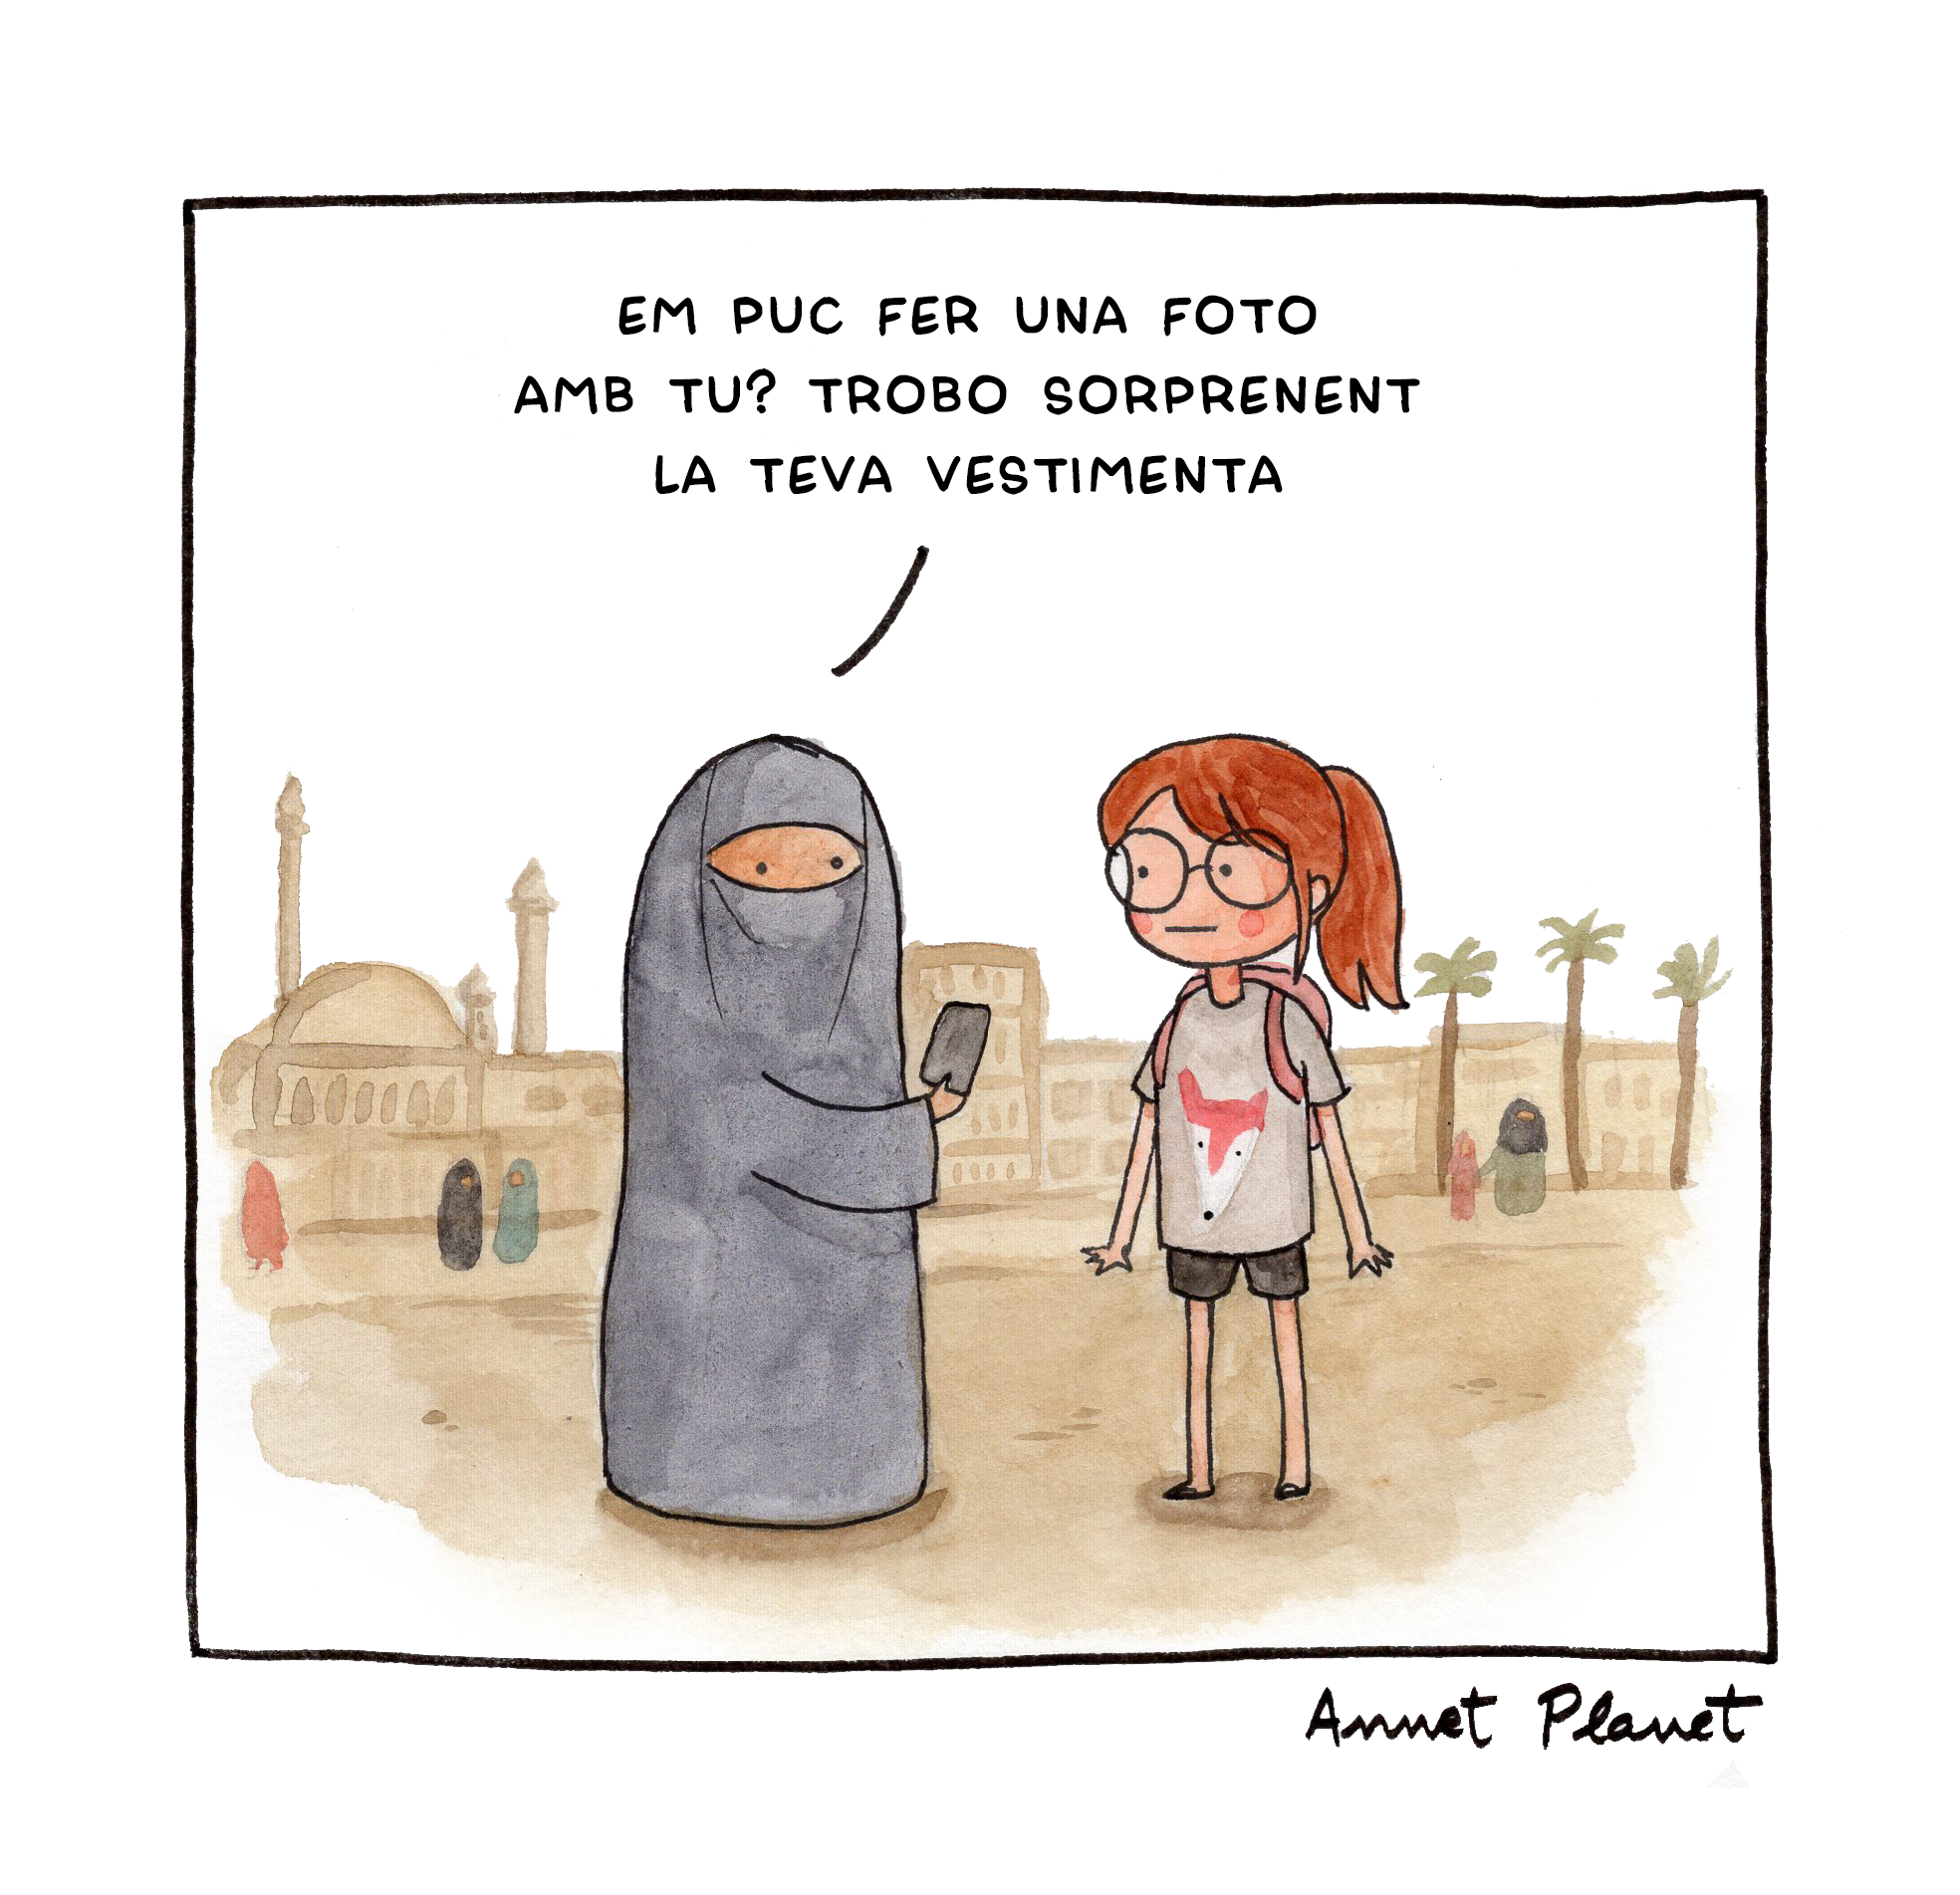 EM PUC FER UNA FOTO
AMB TU? TROBO SORPRENENT
LA TEVA VESTIMENTA
Annet Planet